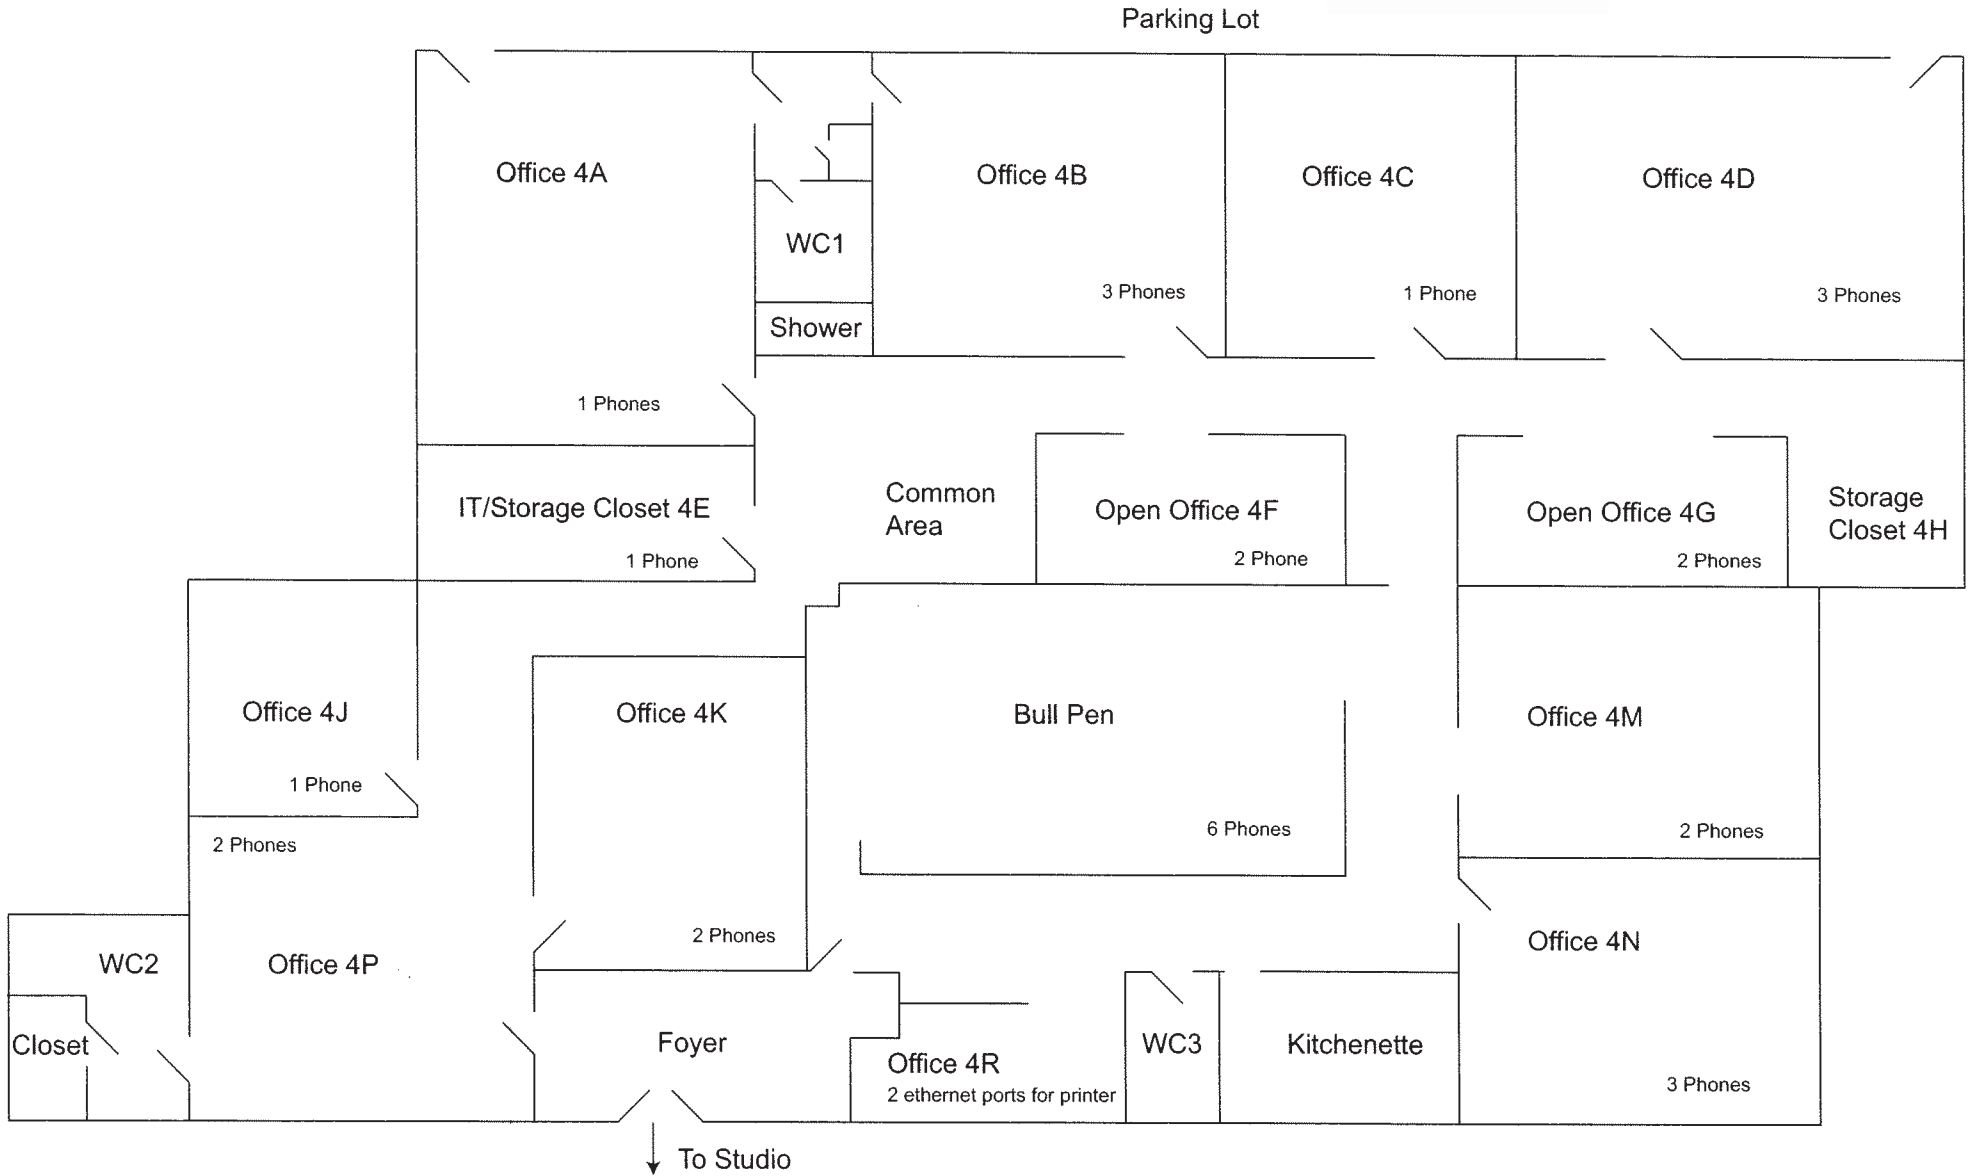 Parking Lot
Office 4A
Office 4B
Office 4C
Office 4D
WC1
3 Phones
1 Phone
3 Phones
Shower
1 Phones
IT/Storage Closet 4E
1 Phone
Common
Area
Open Office 4F
2 Phone
Open Office 4G
2 Phones
Storage
Closet 4H
Office 4J
1 Phone
Office 4K
2 Phones
Bull Pen
6 Phones
Office 4M
2 Phones
2 Phones
WC2
Office 4P
Office 4N
3 Phones
Closet
Foyer
Office 4R
2 ethernet ports for printer
WC3
Kitchenette
To Studio